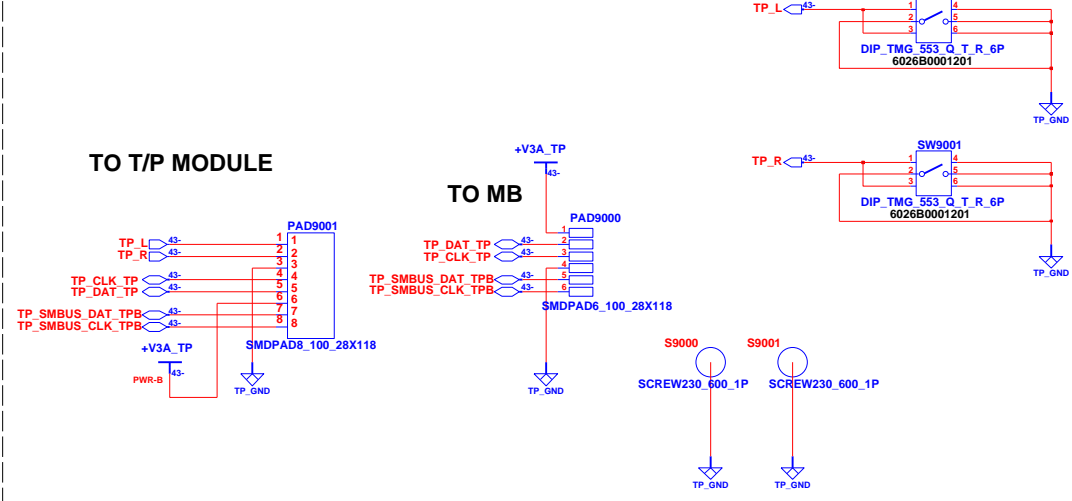 TP_L 43-
1 4
2 5
3 6
DIP_TMG_553_Q_T_R_6P
6026B0001201
TP_GND
TO T/P MODULE
PAD9001
TP_L 43- 1 1
TP_R 43- 2 2
3 3
TP_CLK_TP 43- 4 4
TP_DAT_TP 43- 5 5
6 6
TP_SMBUS_DAT_TPB 43- 7 7
TP_SMBUS_CLK_TPB 43- 8 8
SMDPAD8_100_28X118
+V3A_TP
43-
PWR-B
TP_GND
TO MB
+V3A_TP
43-
PAD9000
1
TP_DAT_TP 43- 2
TP_CLK_TP 43- 3
4
TP_SMBUS_DAT_TPB 43- 5
TP_SMBUS_CLK_TPB 43- 6
SMDPAD6_100_28X118
TP_GND
SW9001
TP_R 43-
1 4
2 5
3 6
DIP_TMG_553_Q_T_R_6P
6026B0001201
TP_GND
S9000
SCREW230_600_1P
TP_GND
S9001
SCREW230_600_1P
TP_GND